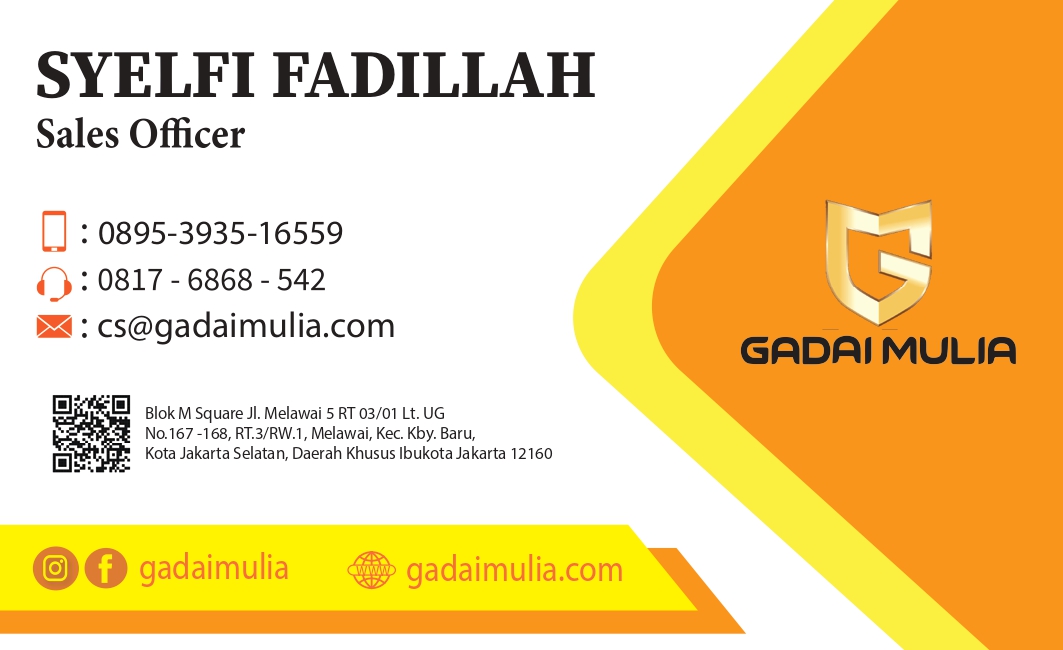 SYELFI FADILLAH
Sales Officer
: 0895-3935-16559
: 0817 - 6868 - 542
: cs@gadaimulia.com
Blok M Square Jl. Melawai 5 RT 03/01 Lt. UG
No.167 -168, RT.3/RW.1, Melawai, Kec. Kby. Baru,
Kota Jakarta Selatan, Daerah Khusus Ibukota Jakarta 12160
gadaimulia
WWW gadaimulia.com
GADAI MULIA